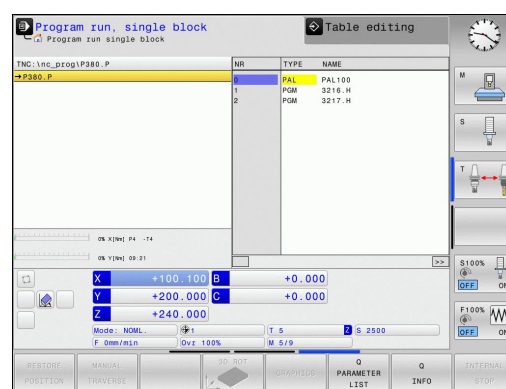 Program run, single block
Program run single block
Table editing
TNC:\nc_prog\P380.P
→P380.P
NR TYPE NAME
0 PAL PAL100
1 PGM 3216.H
2 PGM 3217.H
0% X[Nm] P4 -T4
0% Y[Nm] 09:21
>>
X +100.100 B +0.000
Y +200.000 C +0.000
Z +240.000
Mode: NOML. 1 T 5 Z S 2500
F 0mm/min Ovr 100% M 5/9
M
S
T
S100%
OFF ON
F100%
OFF ON
RESTORE POSITION
MANUAL TRAVERSE
3D ROT
GRAPHICS
Q PARAMETER LIST
Q INFO
INTERNAL STOP